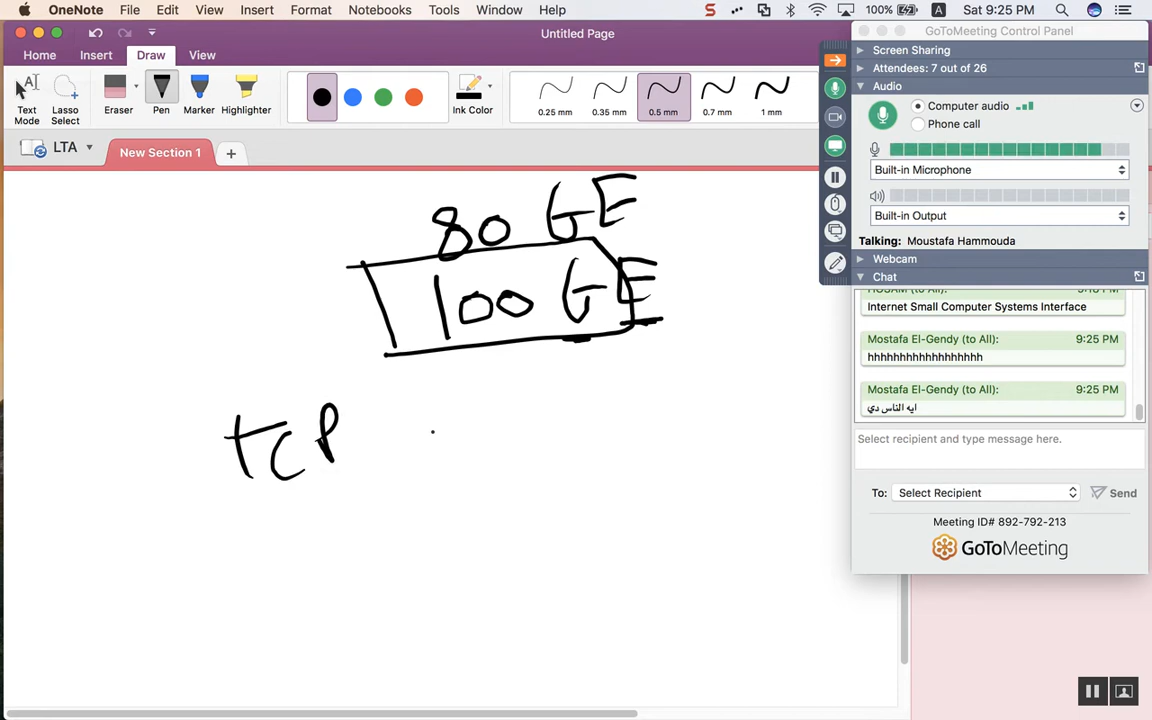 OneNote File Edit View Insert Format Notebooks Tools Window Help 100% A Sat 9:25 PM
Untitled Page
Home Insert Draw View
Text Mode
Lasso Select
Eraser
Pen
Marker
Highlighter
Ink Color
0.25 mm
0.35 mm
0.5 mm
0.7 mm
1 mm
LTA
New Section 1
80 GE
100 GE
tcp
GoToMeeting Control Panel
Screen Sharing
Attendees: 7 out of 26
Audio
Computer audio
Phone call
Built-in Microphone
Built-in Output
Talking: Moustafa Hammouda
Webcam
Chat
Internet Small Computer Systems Interface
Mostafa El-Gendy (to All): 9:25 PM
hhhhhhhhhhhhhhhhhh
Mostafa El-Gendy (to All): 9:25 PM
ايه الناس دي
Select recipient and type message here.
To: Select Recipient Send
Meeting ID# 892-792-213
GoToMeeting